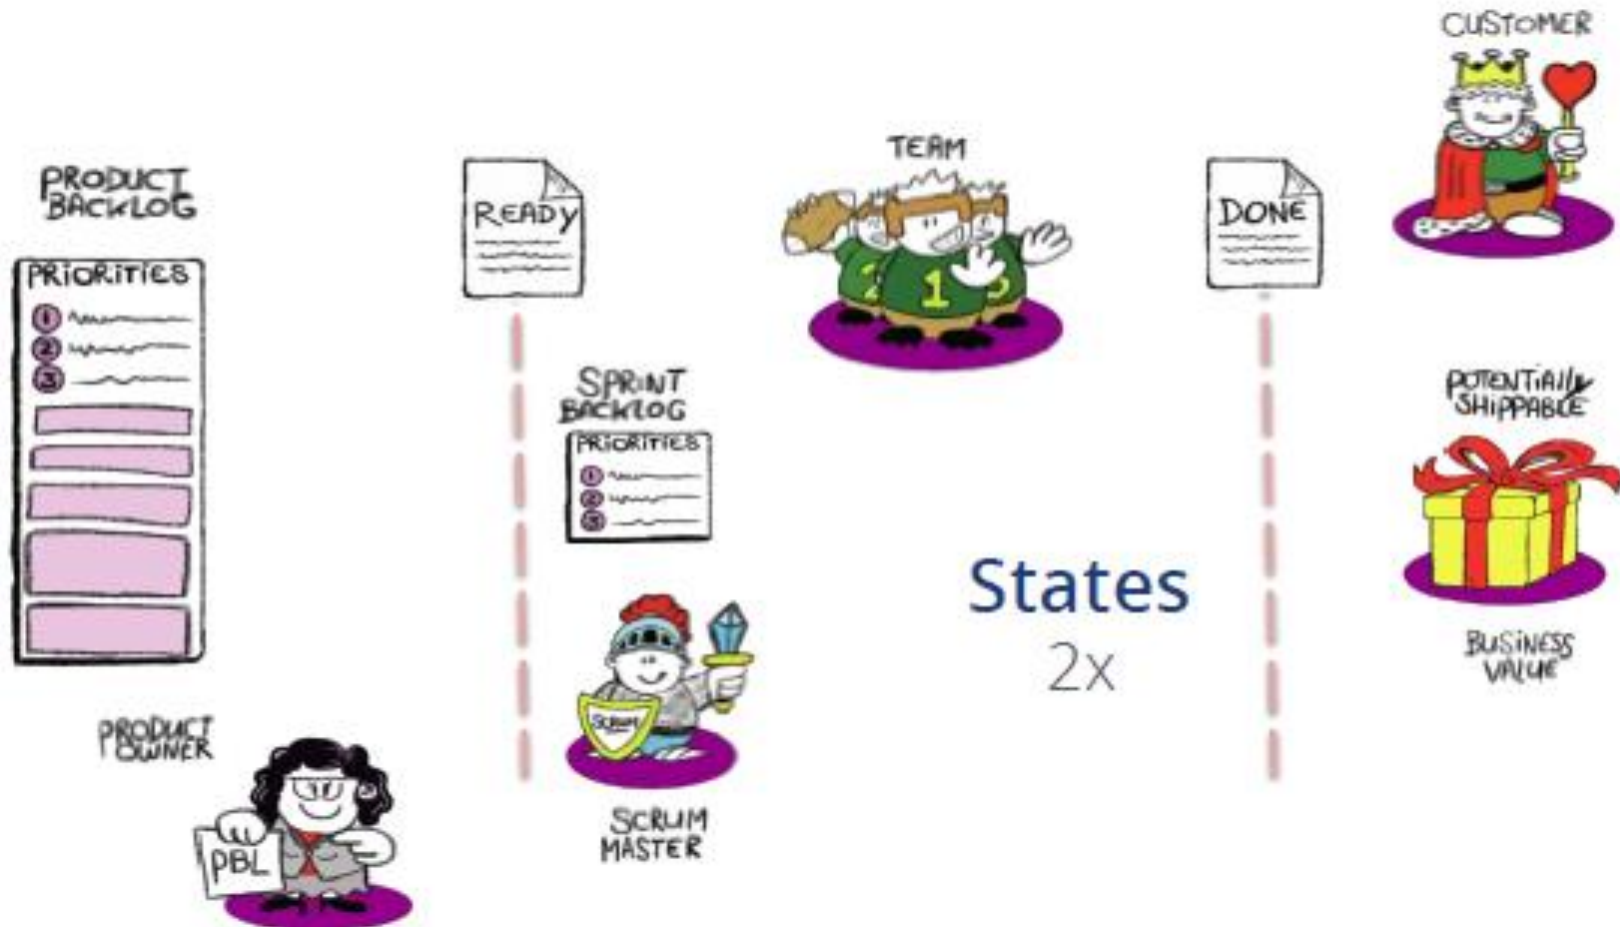 PRODUCT
BACKLOG
PRIORITIES
1
2
3
PRODUCT
OWNER
PBL
READY
SPRINT
BACKLOG
PRIORITIES
1
2
3
SCRUM
SCRUM
MASTER
TEAM
2
1
States
2x
DONE
CUSTOMER
POTENTIALLY
SHIPPABLE
BUSINESS
VALUE